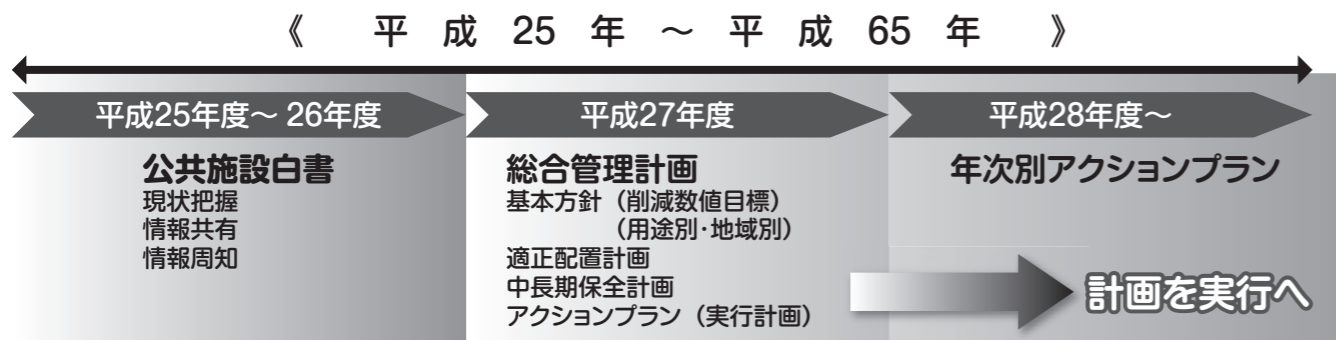 《 平成25年～平成65年 》
平成25年度～26年度
公共施設白書
現状把握
情報共有
情報周知
平成27年度
総合管理計画
基本方針（削減数値目標）
（用途別・地域別）
適正配置計画
中長期保全計画
アクションプラン（実行計画）
平成28年度～
年次別アクションプラン
計画を実行へ